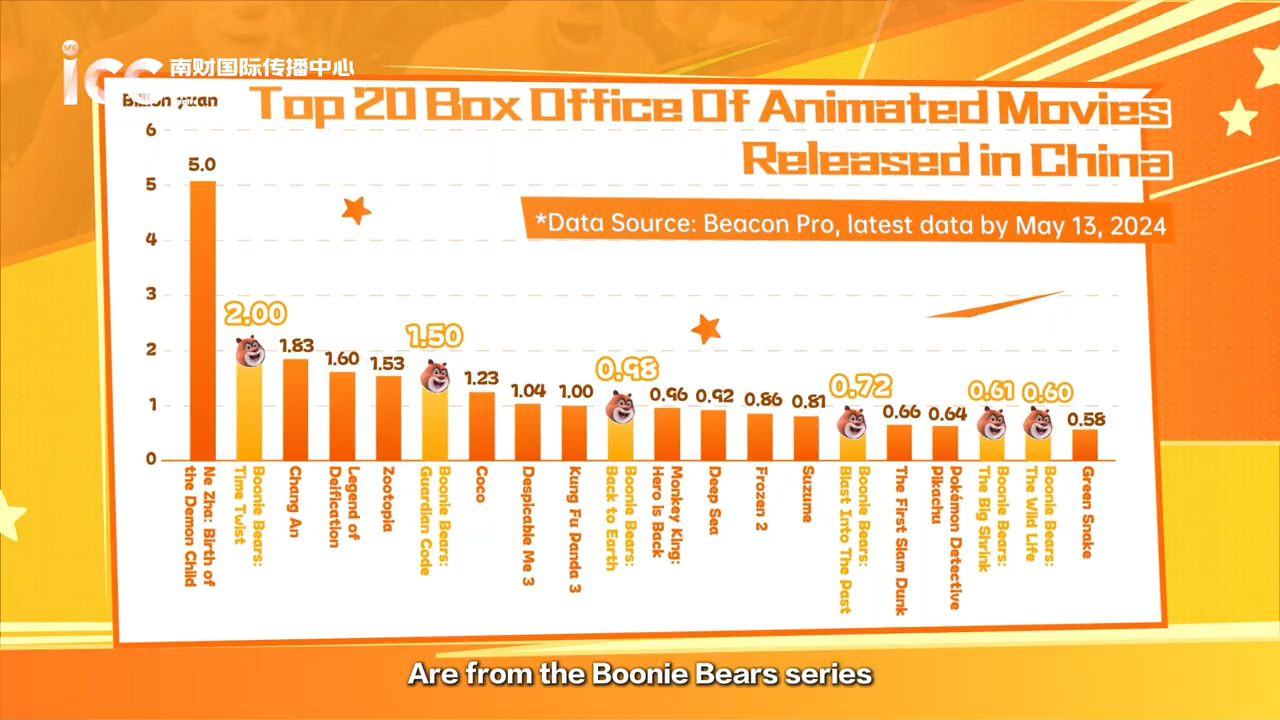 SFC
icc 南财国际传播中心
Billion yuan
Top 20 Box Office Of Animated Movies
Released in China
*Data Source: Beacon Pro, latest data by May 13, 2024
6
5
4
3
2
1
0
5.0
2.00
1.83
1.60
1.53
1.50
1.23
1.04
1.00
0.98
0.96
0.92
0.86
0.81
0.72
0.66
0.64
0.61
0.60
0.58
Ne Zha: Birth of
the Demon Child
Boonie Bears:
Time Twist
Chang An
Legend of
Deification
Zootopia
Boonie Bears:
Guardian Code
Coco
Despicable Me 3
Kung Fu Panda 3
Boonie Bears:
Back to Earth
Monkey King:
Hero is Back
Deep Sea
Frozen 2
Suzume
Boonie Bears:
Blast Into The Past
The First Slam Dunk
Pokémon Detective
Pikachu
Boonie Bears:
The Big Shrink
Boonie Bears:
The Wild Life
Green Snake
Are from the Boonie Bears series